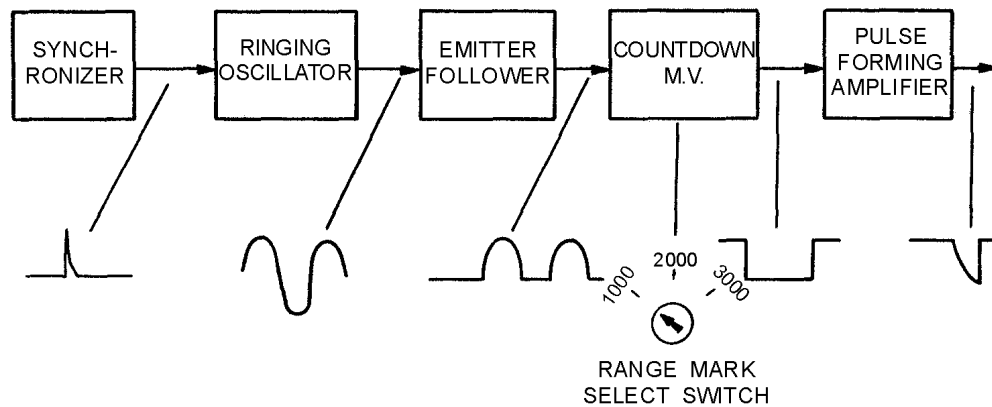 SYNCH-
RONIZER
RINGING
OSCILLATOR
EMITTER
FOLLOWER
COUNTDOWN
M.V.
PULSE
FORMING
AMPLIFIER
1000
2000
3000
RANGE MARK
SELECT SWITCH